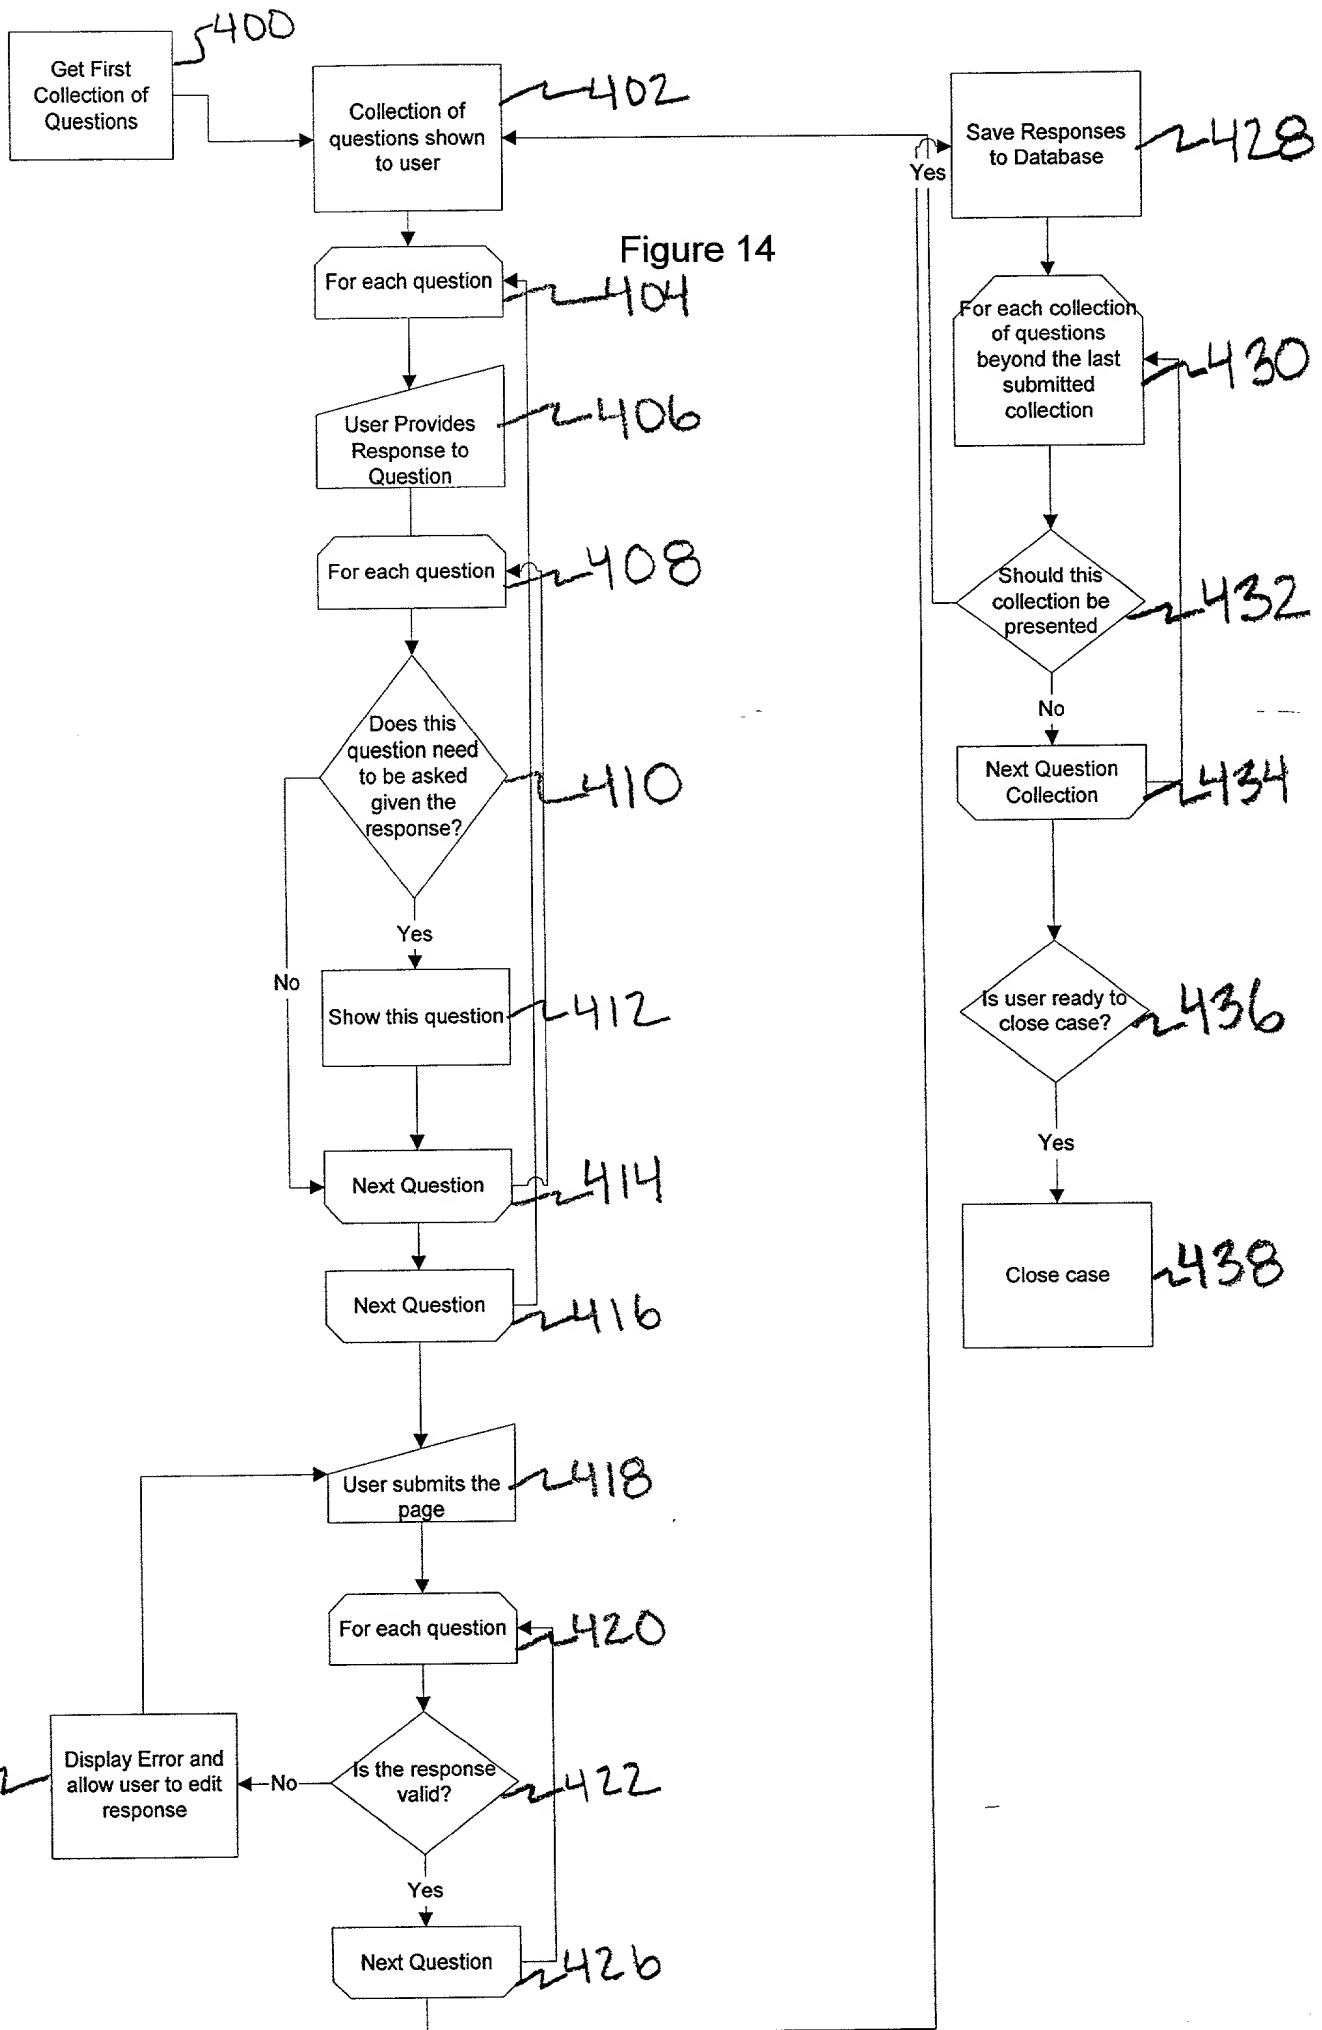 400
Get First
Collection of
Questions
402
Collection of
questions shown
to user
Figure 14
For each question
404
User Provides
Response to
Question
406
For each question
408
Does this
question need
to be asked
given the
response?
410
Yes
No
Show this question
412
Next Question
414
Next Question
416
User submits the
page
418
For each question
420
Is the response
valid?
422
No
Display Error and
allow user to edit
response
Yes
Next Question
426
Yes
Save Responses
to Database
428
For each collection
of questions
beyond the last
submitted
collection
430
Should this
collection be
presented
432
No
Next Question
Collection
434
Is user ready to
close case?
436
Yes
Close case
438